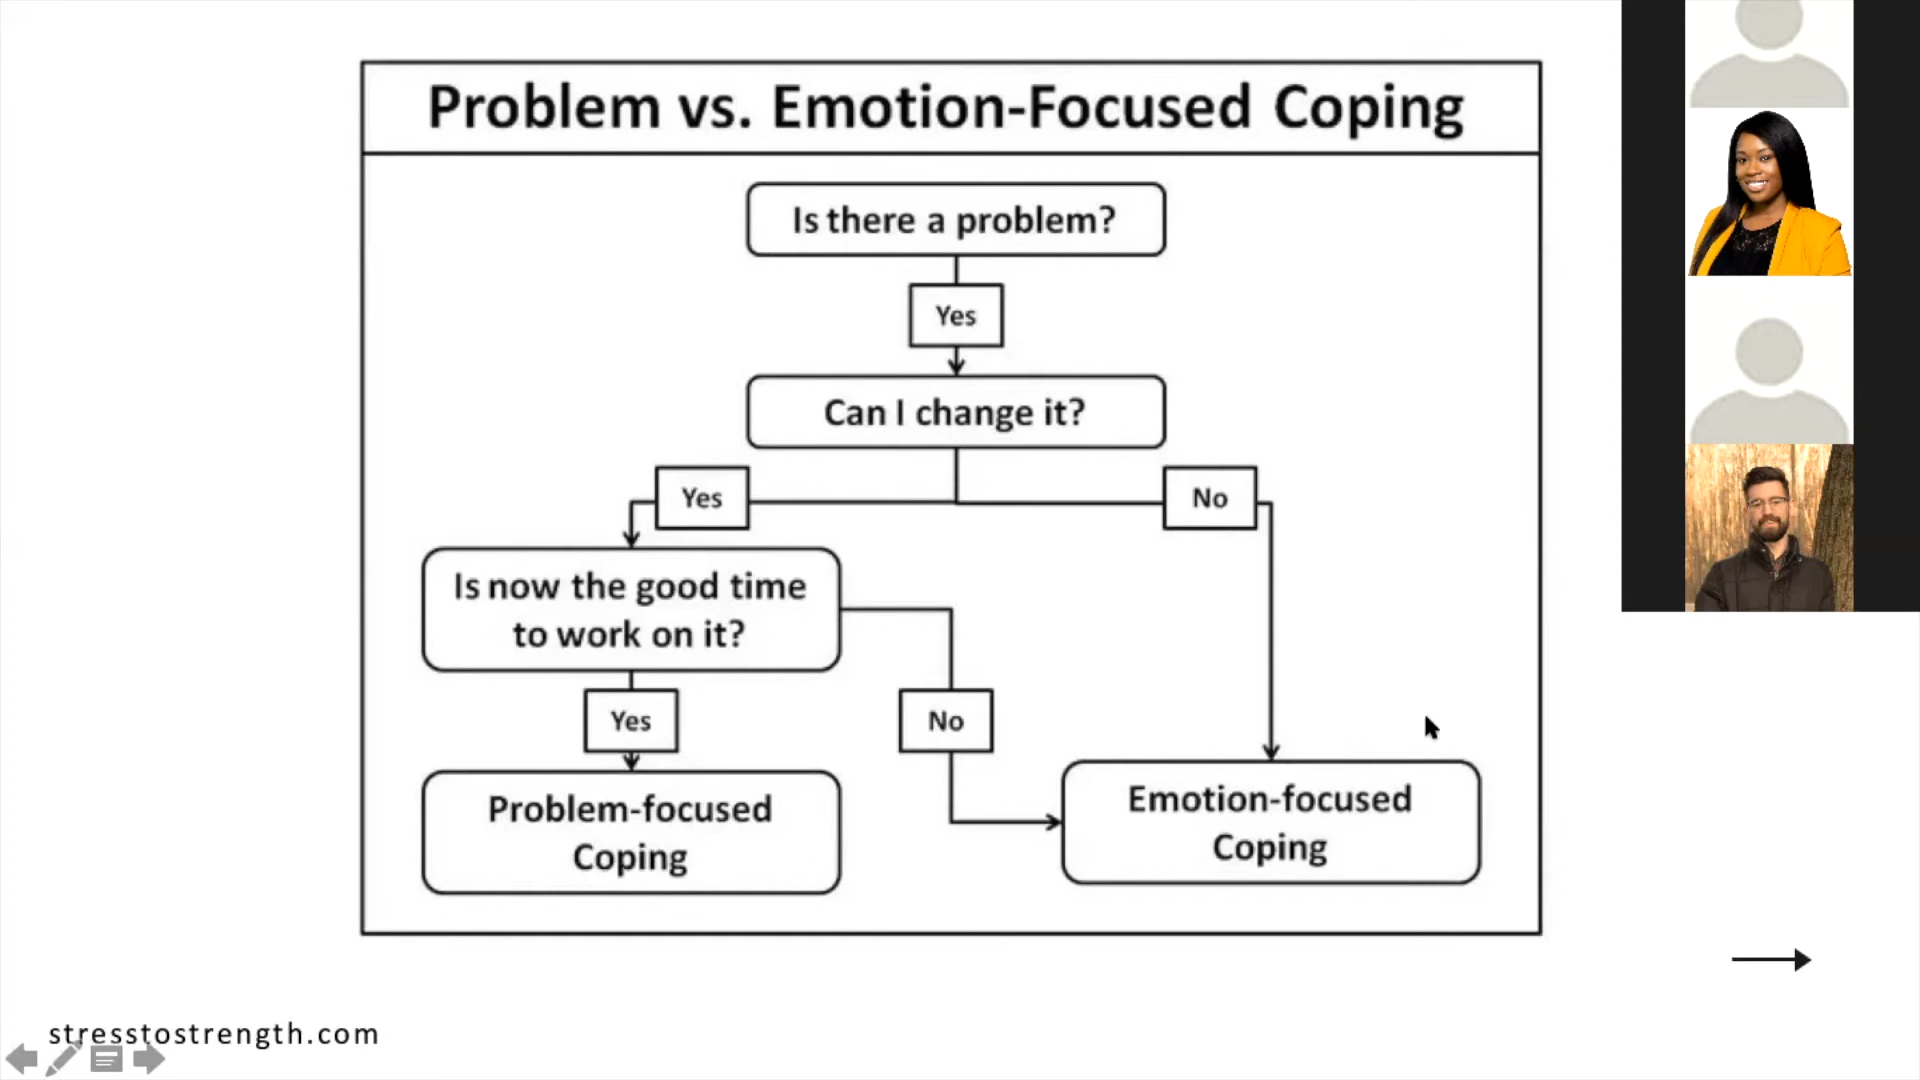 Problem vs. Emotion-Focused Coping
Is there a problem?
Yes
Can I change it?
Yes
No
Is now the good time
to work on it?
Yes
No
Problem-focused
Coping
Emotion-focused
Coping
stresstostrength.com